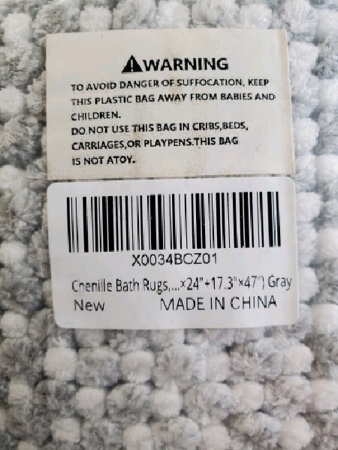 ⚠WARNING
TO AVOID DANGER OF SUFFOCATION, KEEP
THIS PLASTIC BAG AWAY FROM BABIES AND
CHILDREN.
DO NOT USE THIS BAG IN CRIBS,BEDS,
CARRIAGES,OR PLAYPENS.THIS BAG
IS NOT ATOY.
X0034BCZ01
Chenille Bath Rugs,...×24"+17.3"×47") Gray
New MADE IN CHINA